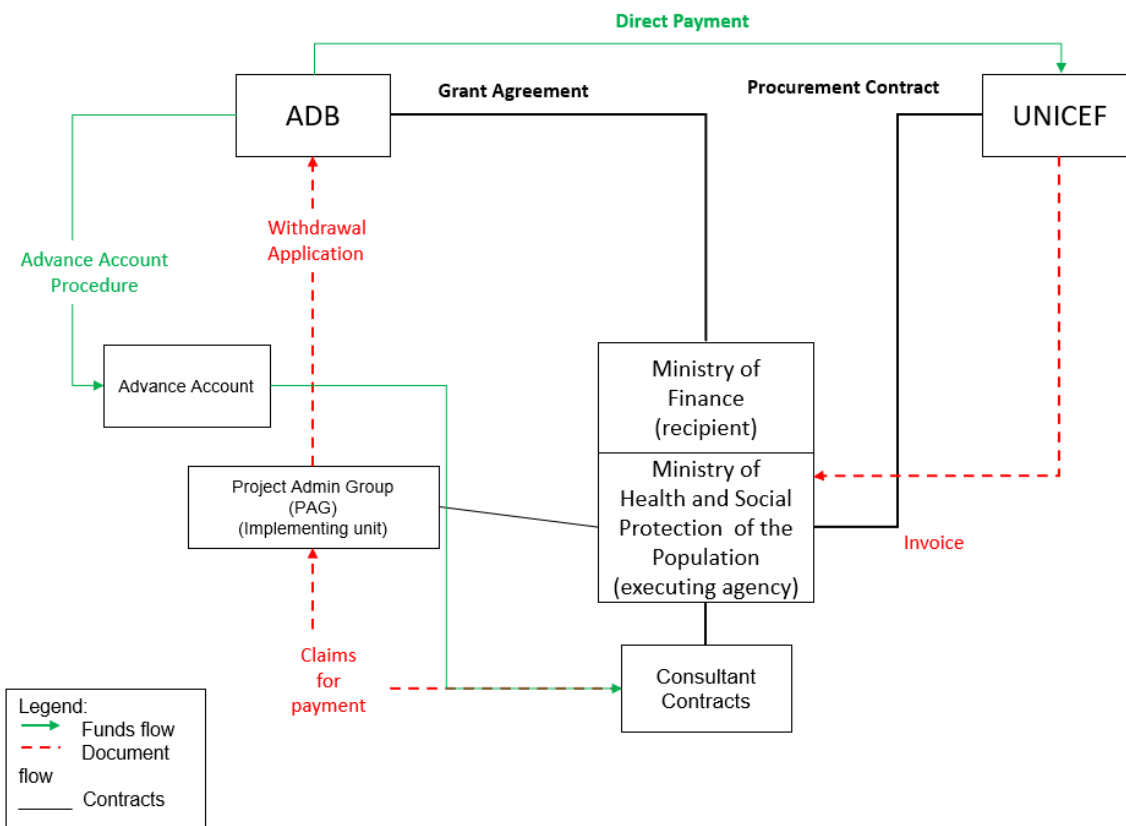 Direct Payment
ADB
Grant Agreement
Procurement Contract
UNICEF
Withdrawal
Application
Advance Account
Procedure
Advance Account
Ministry of
Finance
(recipient)
Project Admin Group
(PAG)
(Implementing unit)
Ministry of
Health and Social
Protection of the
Population
(executing agency)
Invoice
Claims
for
payment
Consultant
Contracts
Legend:
Funds flow
Document
flow
Contracts